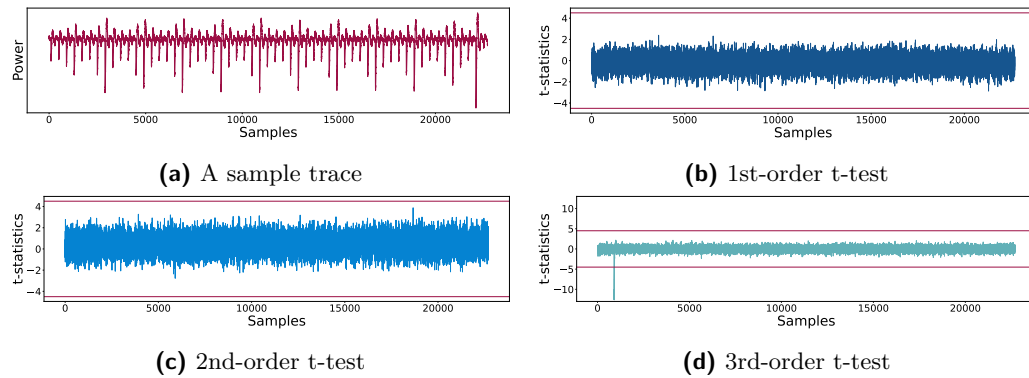 Power
0 5000 10000 15000 20000
Samples
(a) A sample trace
t-statistics
4
2
0
−2
−4
0 5000 10000 15000 20000
Samples
(b) 1st-order t-test
t-statistics
4
2
0
−2
−4
0 5000 10000 15000 20000
Samples
(c) 2nd-order t-test
t-statistics
10
5
0
−5
−10
0 5000 10000 15000 20000
Samples
(d) 3rd-order t-test